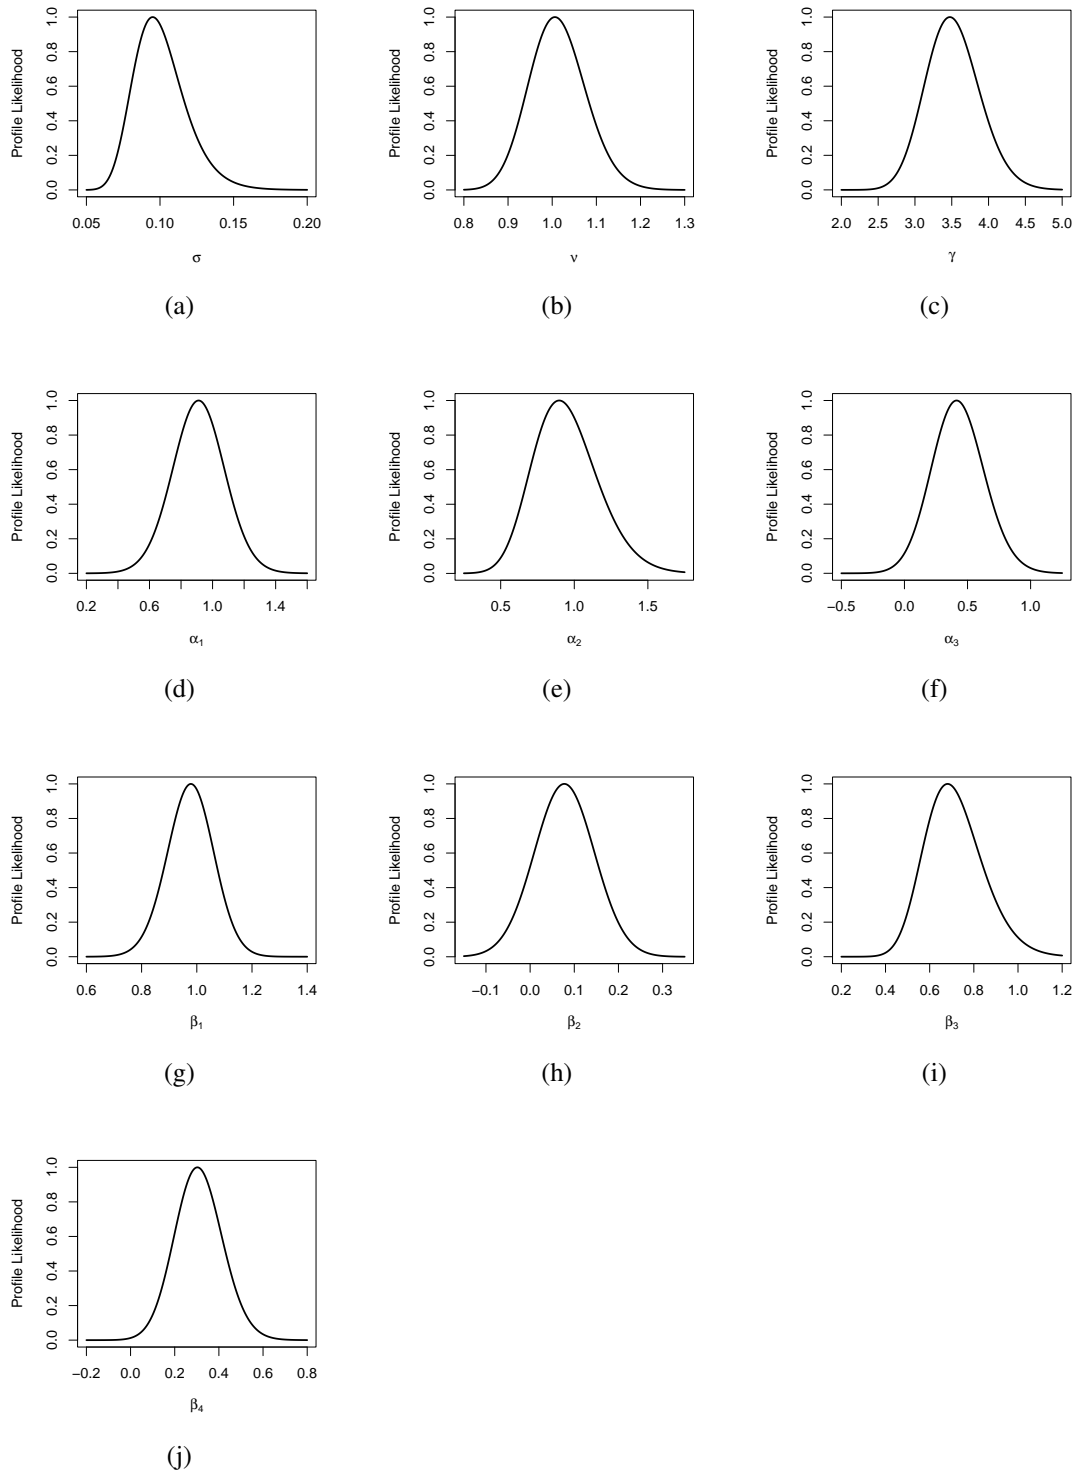 Profile Likelihood
0.0 0.2 0.4 0.6 0.8 1.0
0.05 0.10 0.15 0.20
σ
(a)
Profile Likelihood
0.0 0.2 0.4 0.6 0.8 1.0
0.8 0.9 1.0 1.1 1.2 1.3
ν
(b)
Profile Likelihood
0.0 0.2 0.4 0.6 0.8 1.0
2.0 2.5 3.0 3.5 4.0 4.5 5.0
γ
(c)
Profile Likelihood
0.0 0.2 0.4 0.6 0.8 1.0
0.2 0.6 1.0 1.4
α₁
(d)
Profile Likelihood
0.0 0.2 0.4 0.6 0.8 1.0
0.5 1.0 1.5
α₂
(e)
Profile Likelihood
0.0 0.2 0.4 0.6 0.8 1.0
−0.5 0.0 0.5 1.0
α₃
(f)
Profile Likelihood
0.0 0.2 0.4 0.6 0.8 1.0
0.6 0.8 1.0 1.2 1.4
β₁
(g)
Profile Likelihood
0.0 0.2 0.4 0.6 0.8 1.0
−0.1 0.0 0.1 0.2 0.3
β₂
(h)
Profile Likelihood
0.0 0.2 0.4 0.6 0.8 1.0
0.2 0.4 0.6 0.8 1.0 1.2
β₃
(i)
Profile Likelihood
0.0 0.2 0.4 0.6 0.8 1.0
−0.2 0.0 0.2 0.4 0.6 0.8
β₄
(j)